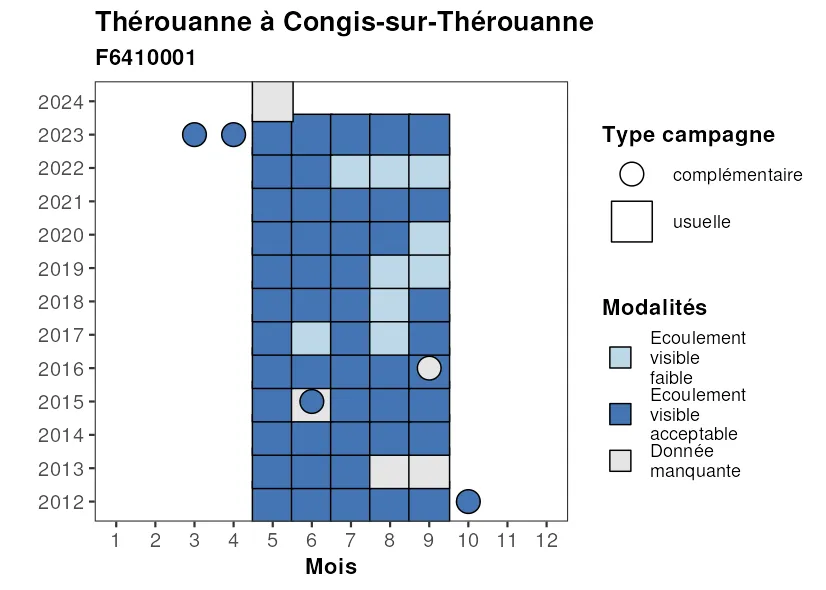 Thérouanne à Congis-sur-Thérouanne
F6410001
2024
2023
2022
2021
2020
2019
2018
2017
2016
2015
2014
2013
2012
1 2 3 4 5 6 7 8 9 10 11 12
Mois
Type campagne
complémentaire
usuelle
Modalités
Ecoulement
visible
faible
Ecoulement
visible
acceptable
Donnée
manquante